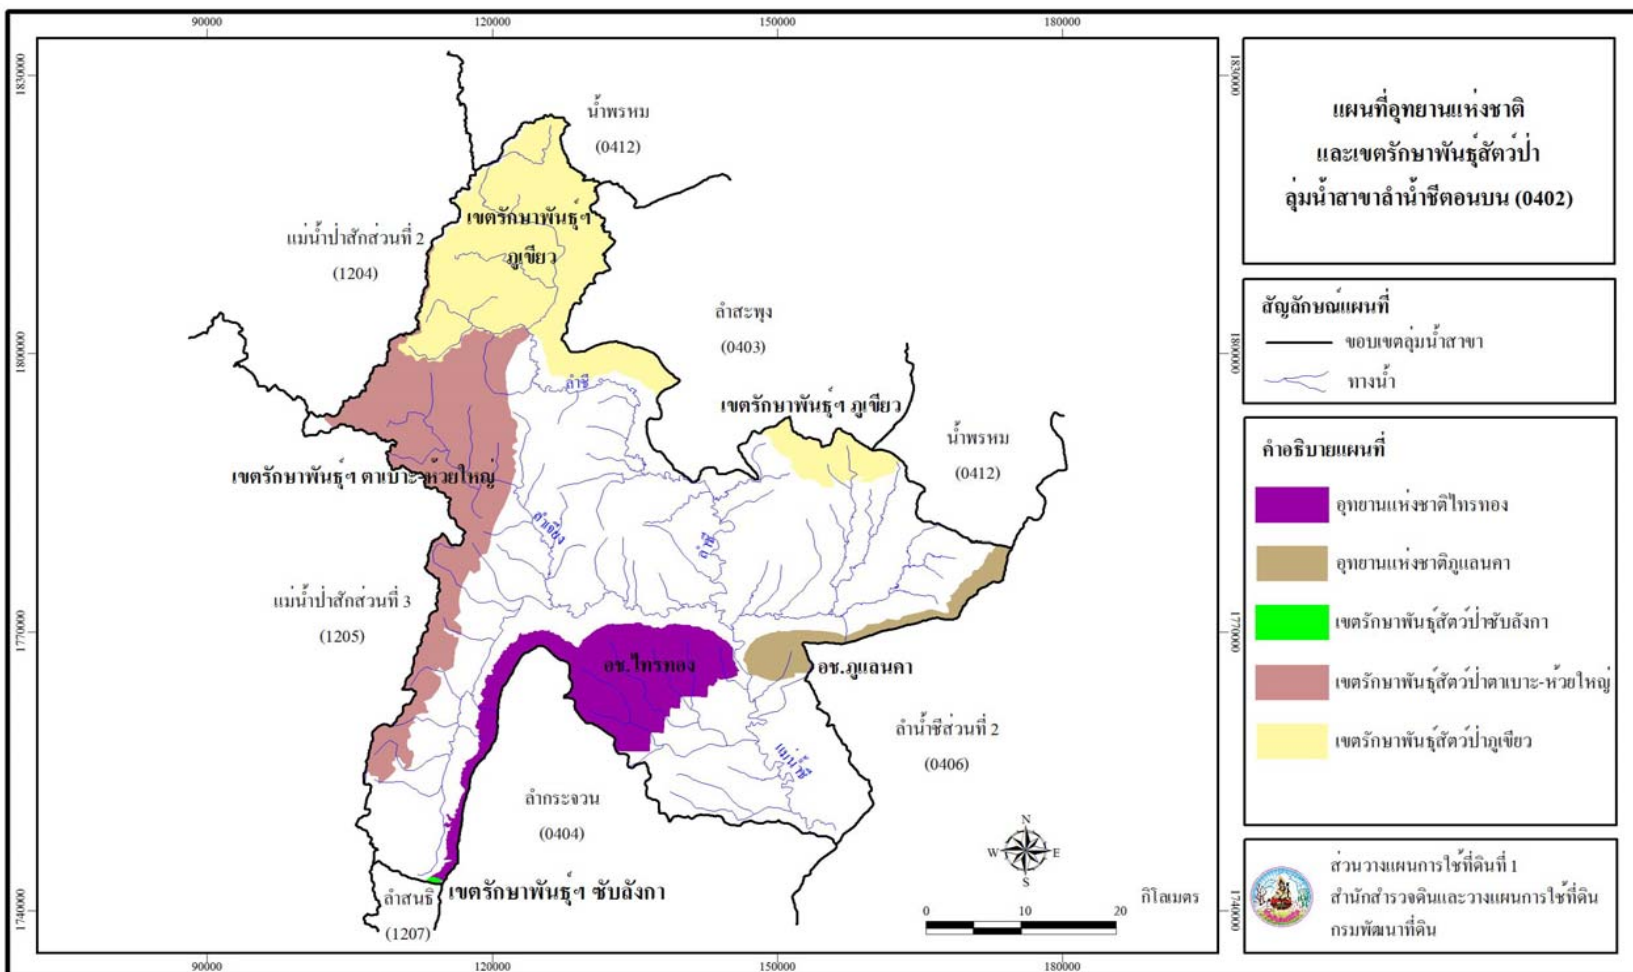 90000
120000
150000
180000
1830000
1830000
น้ำพรหม
(0412)
แผนที่อุทยานแห่งชาติ
และเขตรักษาพันธุ์สัตว์ป่า
ลุ่มน้ำสาขาลำน้ำชีตอนบน (0402)
เขตรักษาพันธุ์ฯ
ภูเขียว
แม่น้ำป่าสักส่วนที่ 2
(1204)
ลำสะพุง
(0403)
สัญลักษณ์แผนที่
ขอบเขตลุ่มน้ำสาขา
ทางน้ำ
1800000
1800000
ลำชี
เขตรักษาพันธุ์ฯ ภูเขียว
น้ำพรหม
(0412)
คำอธิบายแผนที่
อุทยานแห่งชาติไทรทอง
อุทยานแห่งชาติภูแลนคา
เขตรักษาพันธุ์สัตว์ป่าซับลังกา
เขตรักษาพันธุ์สัตว์ป่าตาเบาะ-ห้วยใหญ่
เขตรักษาพันธุ์สัตว์ป่าภูเขียว
เขตรักษาพันธุ์ฯ ตาเบาะ-ห้วยใหญ่
ลำเจียง
ลำชี
แม่น้ำป่าสักส่วนที่ 3
(1205)
1770000
1770000
อช.ไทรทอง
อช.ภูแลนคา
ลำน้ำชีส่วนที่ 2
(0406)
แม่น้ำชี
ลำกระจวน
(0404)
N
W
E
S
ลำสนธิ
(1207)
เขตรักษาพันธุ์ฯ ซับลังกา
กิโลเมตร
0
10
20
ส่วนวางแผนการใช้ที่ดินที่ 1
สำนักสำรวจดินและวางแผนการใช้ที่ดิน
กรมพัฒนาที่ดิน
1740000
1740000
90000
120000
150000
180000